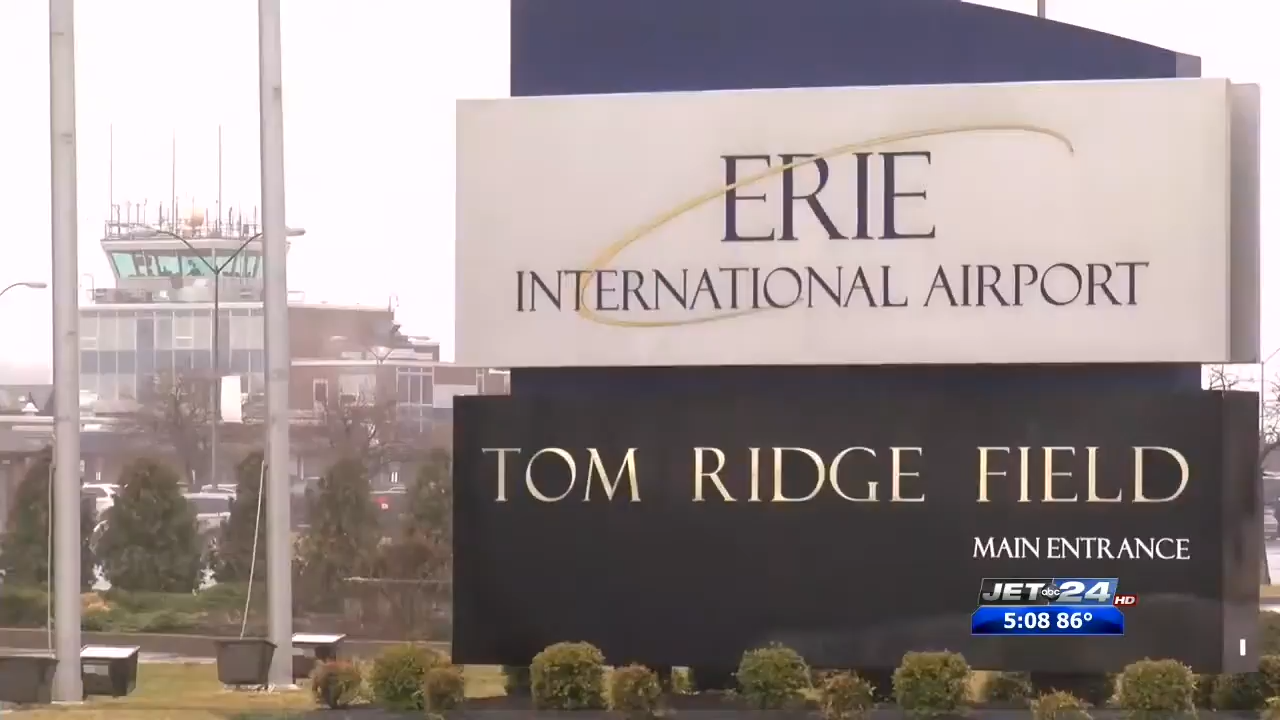 ERIE
INTERNATIONAL AIRPORT
TOM RIDGE FIELD
MAIN ENTRANCE
JET abc 24 HD
5:08 86°